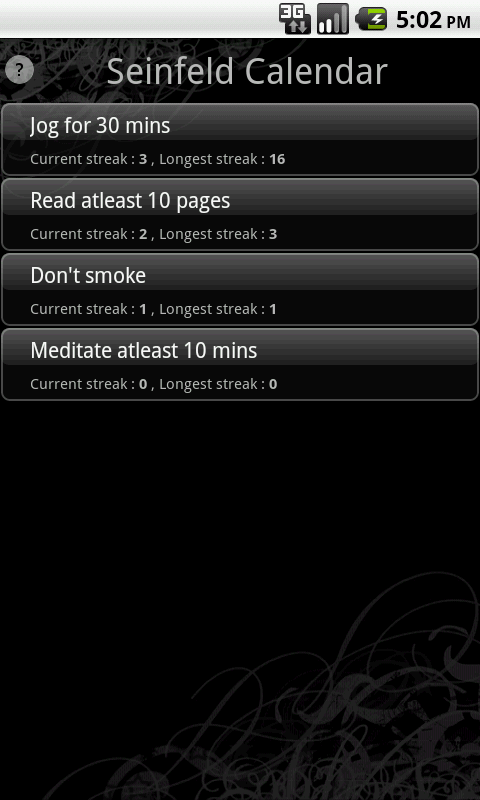 3G 5:02 PM
? Seinfeld Calendar
Jog for 30 mins
Current streak : 3 , Longest streak : 16
Read atleast 10 pages
Current streak : 2 , Longest streak : 3
Don't smoke
Current streak : 1 , Longest streak : 1
Meditate atleast 10 mins
Current streak : 0 , Longest streak : 0